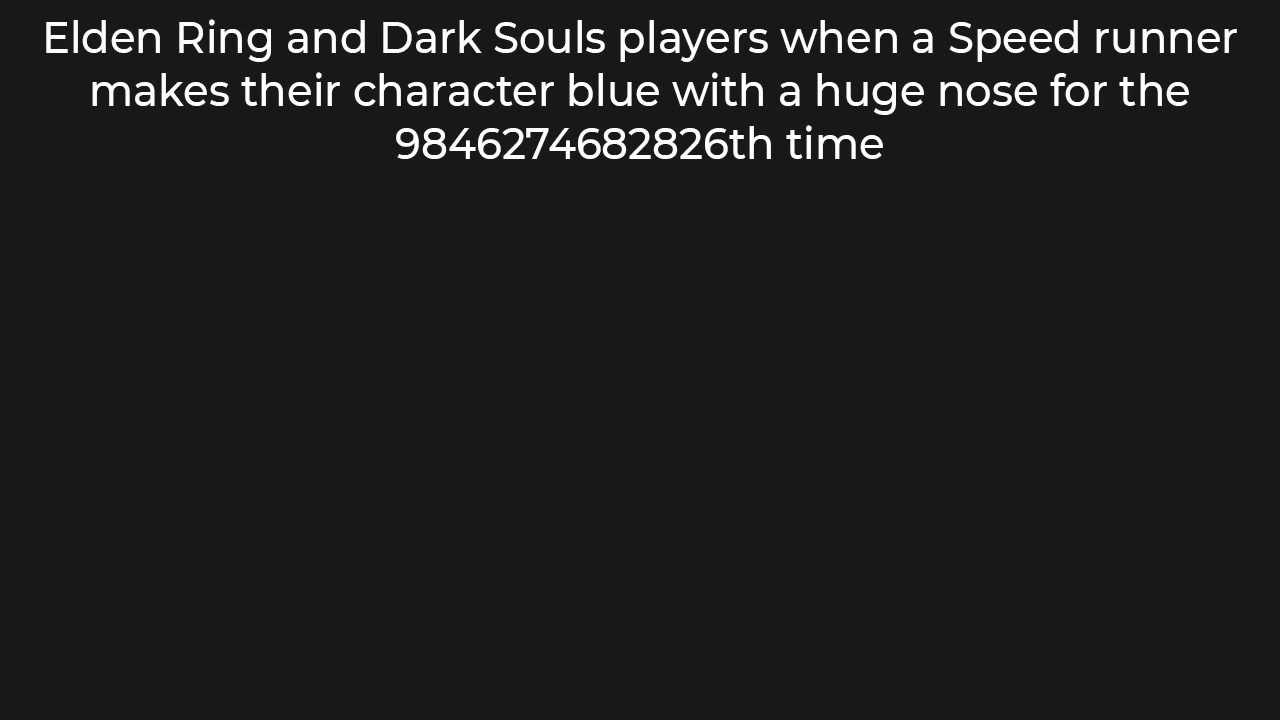 Elden Ring and Dark Souls players when a Speed runner
makes their character blue with a huge nose for the
9846274682826th time